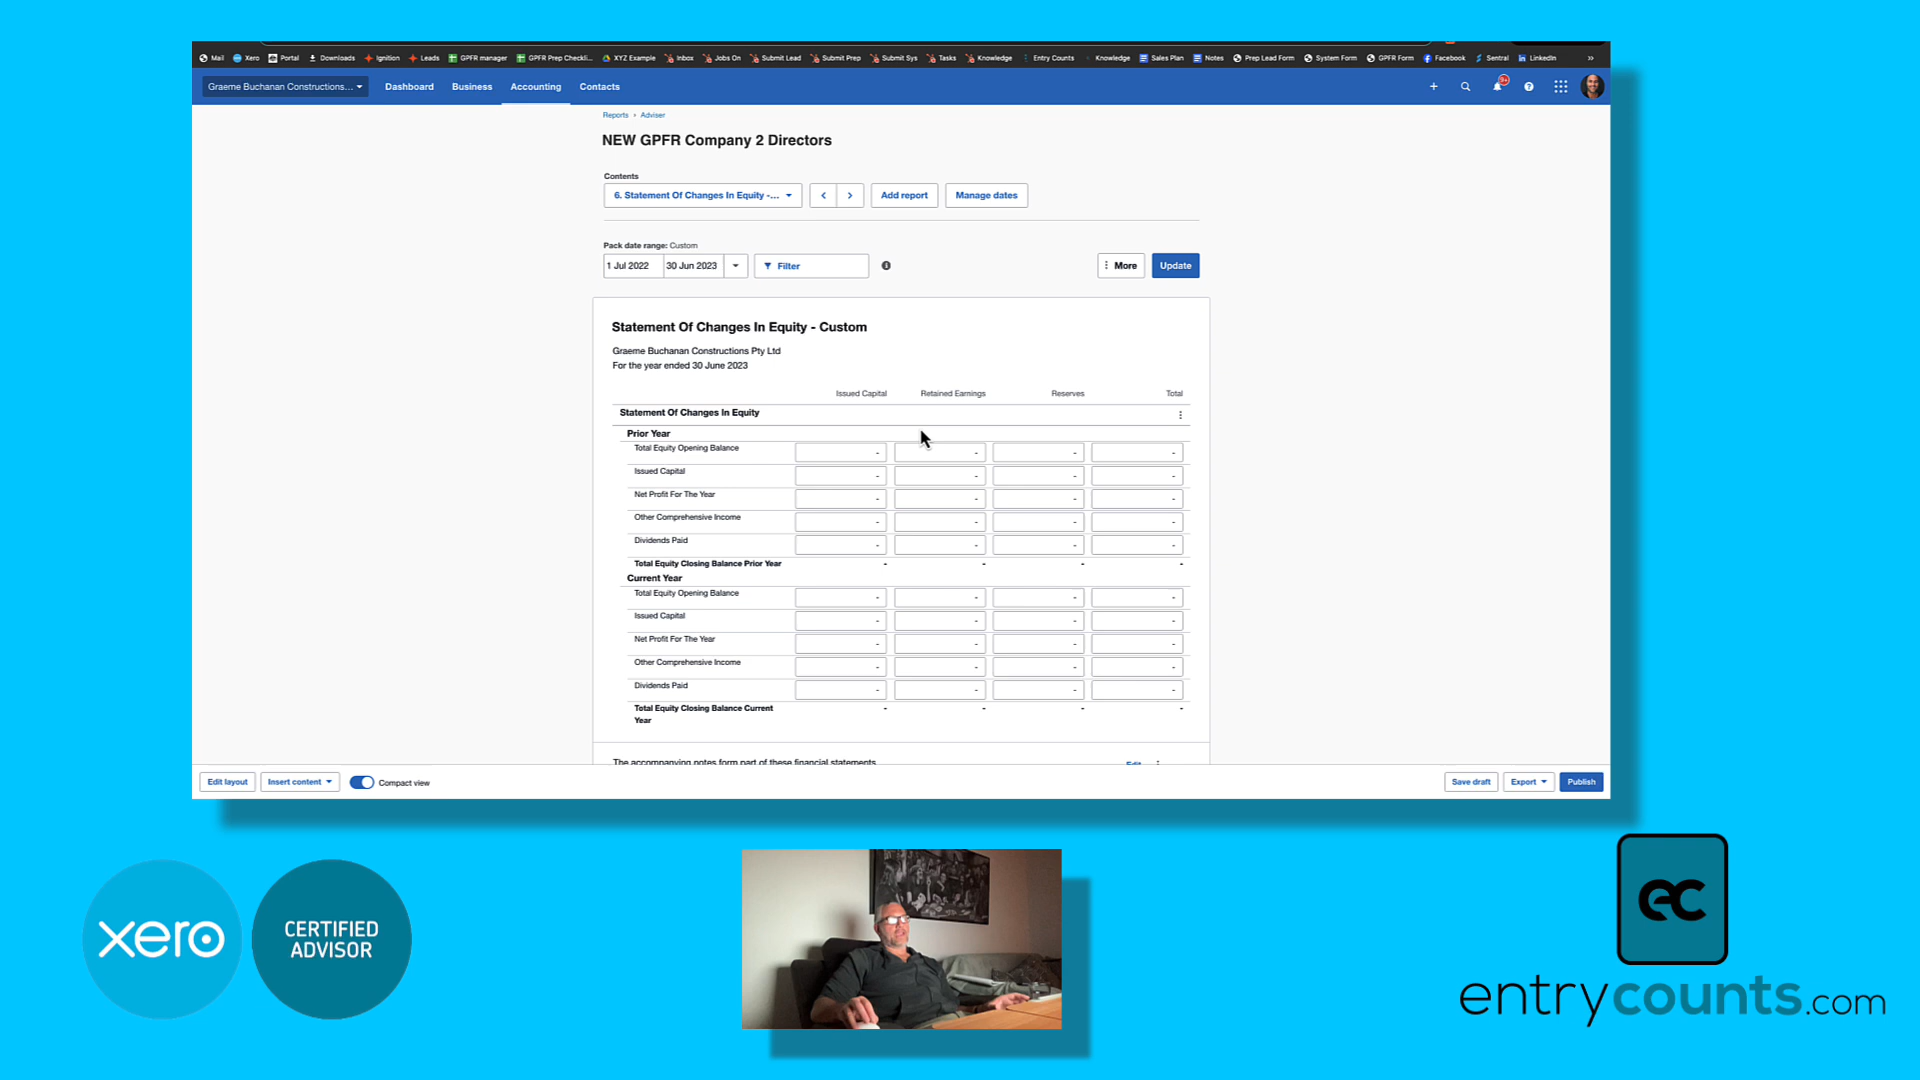 Mail Xero Portal Downloads Ignition Leads GPFR manager GPFR Prep Checkli... XYZ Example Inbox Jobs On Submit Lead Submit Prep Submit Sys Tasks Knowledge Entry Counts Knowledge Sales Plan Notes Prep Lead Form System Form GPFR Form Facebook Sentral LinkedIn »
Graeme Buchanan Constructions... Dashboard Business Accounting Contacts 9+
Reports › Adviser
NEW GPFR Company 2 Directors
Contents
6. Statement Of Changes In Equity -... Add report Manage dates
Pack date range: Custom
1 Jul 2022 30 Jun 2023 Filter More Update
Statement Of Changes In Equity - Custom
Graeme Buchanan Constructions Pty Ltd
For the year ended 30 June 2023
Issued Capital Retained Earnings Reserves Total
Statement Of Changes In Equity
Prior Year
Total Equity Opening Balance - - - -
Issued Capital - - - -
Net Profit For The Year - - - -
Other Comprehensive Income - - - -
Dividends Paid - - - -
Total Equity Closing Balance Prior Year - - - -
Current Year
Total Equity Opening Balance - - - -
Issued Capital - - - -
Net Profit For The Year - - - -
Other Comprehensive Income - - - -
Dividends Paid - - - -
Total Equity Closing Balance Current - - - -
Year
The accompanying notes form part of these financial statements. Edit
Edit layout Insert content Compact view Save draft Export Publish
xero
CERTIFIED
ADVISOR
ec
entrycounts.com